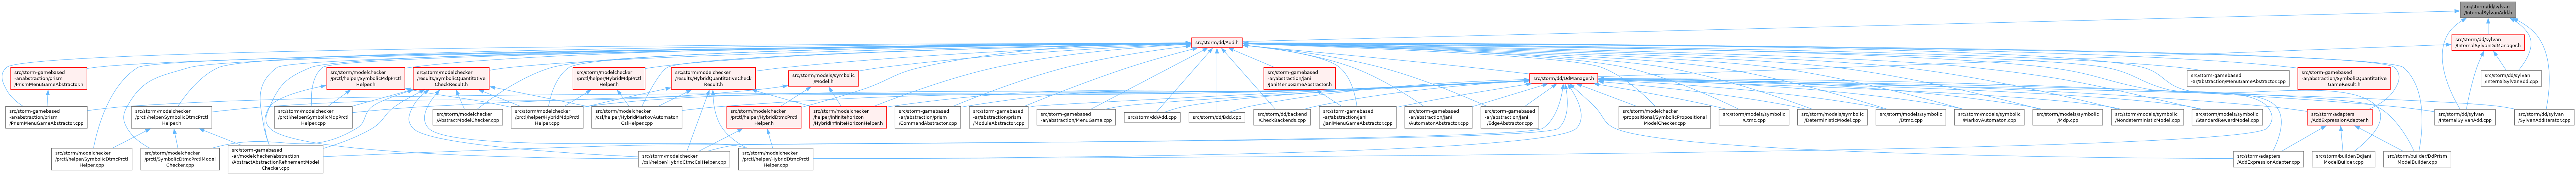 src/storm/dd/sylvan
/InternalSylvanAdd.h
src/storm/dd/Add.h
src/storm/dd/sylvan
/InternalSylvanDdManager.h
src/storm-gamebased
-ar/abstraction/prism
/PrismMenuGameAbstractor.h
src/storm/modelchecker
/prctl/helper/SymbolicMdpPrctl
Helper.h
src/storm/modelchecker
/results/SymbolicQuantitative
CheckResult.h
src/storm/modelchecker
/prctl/helper/HybridMdpPrctl
Helper.h
src/storm/modelchecker
/results/HybridQuantitativeCheck
Result.h
src/storm/models/symbolic
/Model.h
src/storm-gamebased
-ar/abstraction/jani
/JaniMenuGameAbstractor.h
src/storm/dd/DdManager.h
src/storm-gamebased
-ar/abstraction/MenuGameAbstractor.cpp
src/storm-gamebased
-ar/abstraction/SymbolicQuantitative
GameResult.h
src/storm/dd/sylvan
/InternalSylvanBdd.cpp
src/storm-gamebased
-ar/abstraction/prism
/PrismMenuGameAbstractor.cpp
src/storm/modelchecker
/prctl/helper/SymbolicDtmcPrctl
Helper.h
src/storm/modelchecker
/prctl/helper/SymbolicMdpPrctl
Helper.cpp
src/storm/modelchecker
/AbstractModelChecker.cpp
src/storm/modelchecker
/prctl/helper/HybridMdpPrctl
Helper.cpp
src/storm/modelchecker
/csl/helper/HybridMarkovAutomaton
CslHelper.cpp
src/storm/modelchecker
/prctl/helper/HybridDtmcPrctl
Helper.h
src/storm/modelchecker
/helper/infinitehorizon
/HybridInfiniteHorizonHelper.h
src/storm-gamebased
-ar/abstraction/prism
/CommandAbstractor.cpp
src/storm-gamebased
-ar/abstraction/prism
/ModuleAbstractor.cpp
src/storm-gamebased
-ar/abstraction/MenuGame.cpp
src/storm/dd/Add.cpp
src/storm/dd/Bdd.cpp
src/storm/dd/backend
/CheckBackends.cpp
src/storm-gamebased
-ar/abstraction/jani
/JaniMenuGameAbstractor.cpp
src/storm-gamebased
-ar/abstraction/jani
/AutomatonAbstractor.cpp
src/storm-gamebased
-ar/abstraction/jani
/EdgeAbstractor.cpp
src/storm/modelchecker
/propositional/SymbolicPropositional
ModelChecker.cpp
src/storm/models/symbolic
/Ctmc.cpp
src/storm/models/symbolic
/DeterministicModel.cpp
src/storm/models/symbolic
/Dtmc.cpp
src/storm/models/symbolic
/MarkovAutomaton.cpp
src/storm/models/symbolic
/Mdp.cpp
src/storm/models/symbolic
/NondeterministicModel.cpp
src/storm/models/symbolic
/StandardRewardModel.cpp
src/storm/adapters
/AddExpressionAdapter.h
src/storm/dd/sylvan
/InternalSylvanAdd.cpp
src/storm/dd/sylvan
/SylvanAddIterator.cpp
src/storm/modelchecker
/prctl/helper/SymbolicDtmcPrctl
Helper.cpp
src/storm/modelchecker
/prctl/SymbolicDtmcPrctlModel
Checker.cpp
src/storm-gamebased
-ar/modelchecker/abstraction
/AbstractAbstractionRefinementModel
Checker.cpp
src/storm/modelchecker
/csl/helper/HybridCtmcCslHelper.cpp
src/storm/modelchecker
/prctl/helper/HybridDtmcPrctl
Helper.cpp
src/storm/adapters
/AddExpressionAdapter.cpp
src/storm/builder/DdJani
ModelBuilder.cpp
src/storm/builder/DdPrism
ModelBuilder.cpp